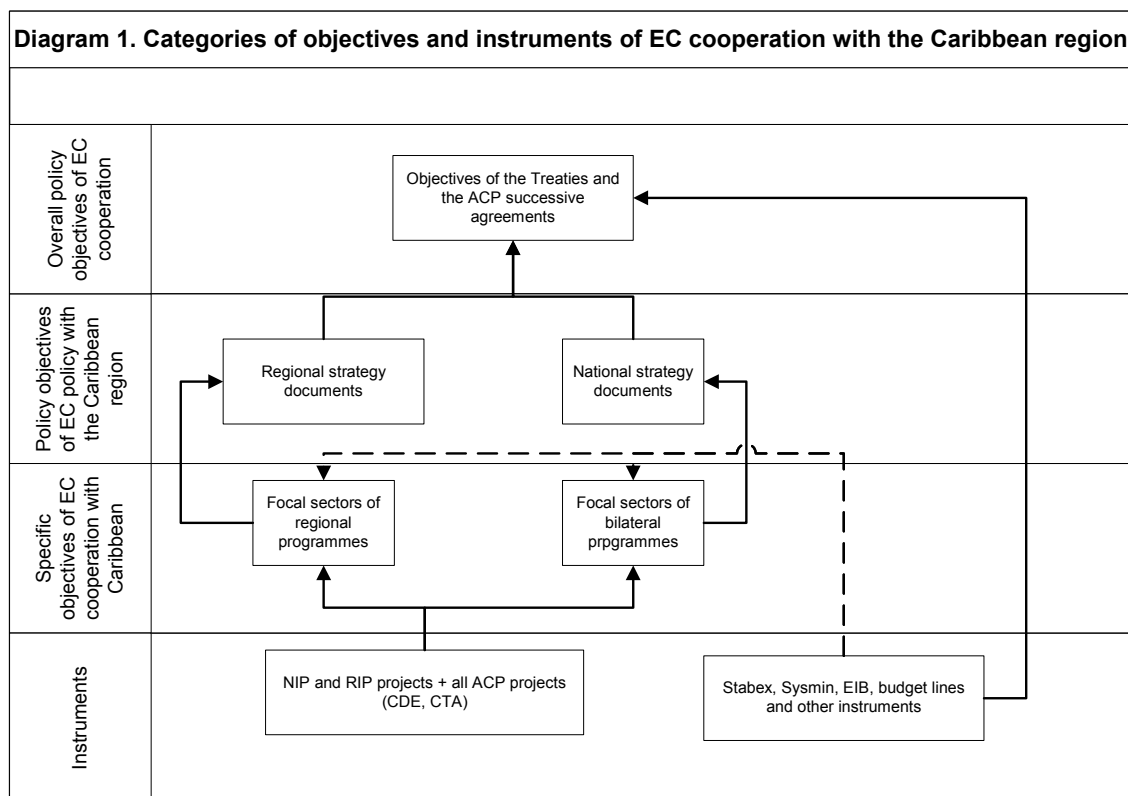 Diagram 1. Categories of objectives and instruments of EC cooperation with the Caribbean region
Overall policy
objectives of EC
cooperation
Objectives of the Treaties and
the ACP successive
agreements
Policy objectives
of EC policy with
the Caribbean
region
Regional strategy
documents
National strategy
documents
Specific
objectives of EC
cooperation with
Caribbean
Focal sectors of
regional
programmes
Focal sectors of
bilateral
prpgrammes
Instruments
NIP and RIP projects + all ACP projects
(CDE, CTA)
Stabex, Sysmin, EIB, budget lines
and other instruments